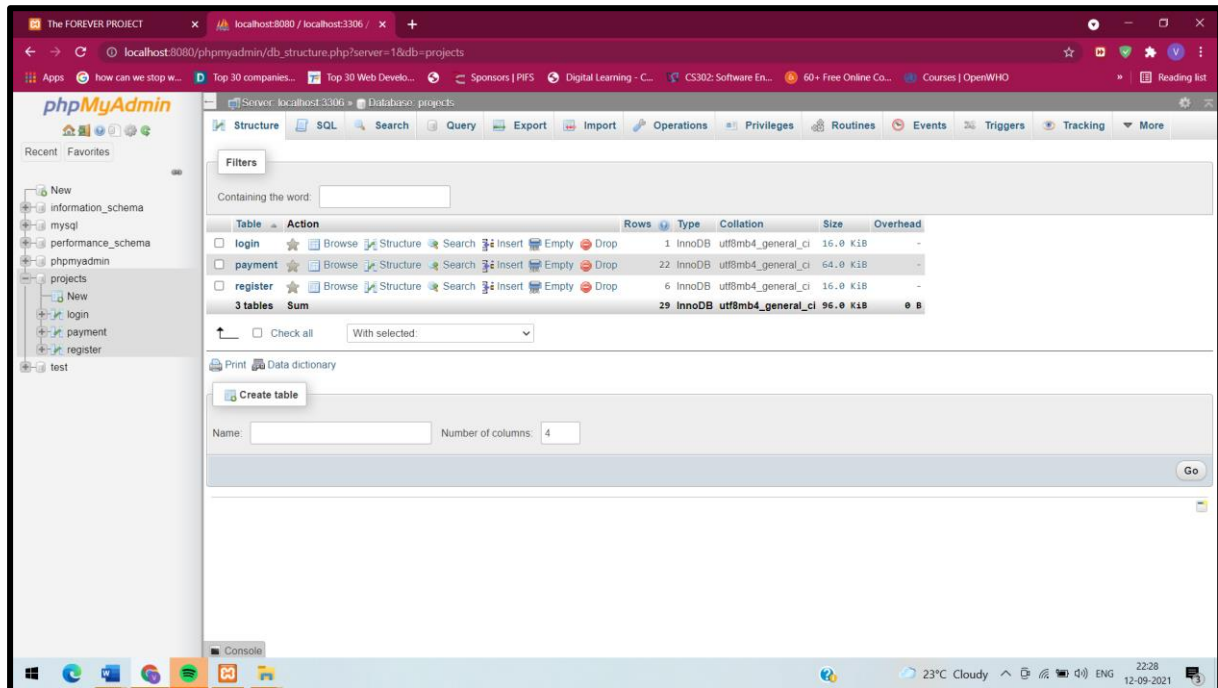 The FOREVER PROJECT
localhost:8080 / localhost:3306 /
localhost:8080/phpmyadmin/db_structure.php?server=1&db=projects
Apps how can we stop w... Top 30 companies... Top 30 Web Develo... Sponsors | PIFS Digital Learning - C... CS302: Software En... 60+ Free Online Co... Courses | OpenWHO » Reading list
phpMyAdmin
Recent Favorites
New
information_schema
mysql
performance_schema
phpmyadmin
projects
New
login
payment
register
test
Server: localhost:3306 » Database: projects
Structure SQL Search Query Export Import Operations Privileges Routines Events Triggers Tracking More
Filters
Containing the word:
Table Action Rows Type Collation Size Overhead
login Browse Structure Search Insert Empty Drop 1 InnoDB utf8mb4_general_ci 16.0 KiB -
payment Browse Structure Search Insert Empty Drop 22 InnoDB utf8mb4_general_ci 64.0 KiB -
register Browse Structure Search Insert Empty Drop 6 InnoDB utf8mb4_general_ci 16.0 KiB -
3 tables Sum 29 InnoDB utf8mb4_general_ci 96.0 KiB 0 B
Check all With selected:
Print Data dictionary
Create table
Name: Number of columns: 4
Go
Console
23°C Cloudy ENG 22:28
12-09-2021